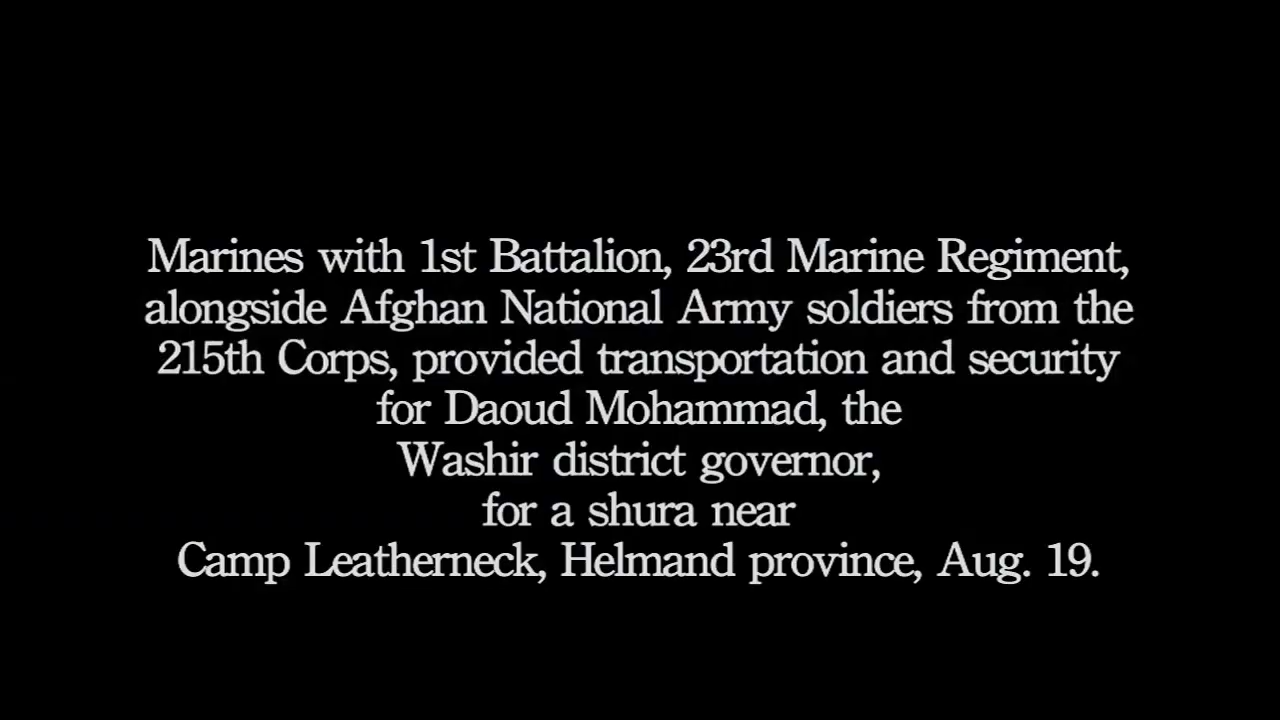 Marines with 1st Battalion, 23rd Marine Regiment,
alongside Afghan National Army soldiers from the
215th Corps, provided transportation and security
for Daoud Mohammad, the
Washir district governor,
for a shura near
Camp Leatherneck, Helmand province, Aug. 19.